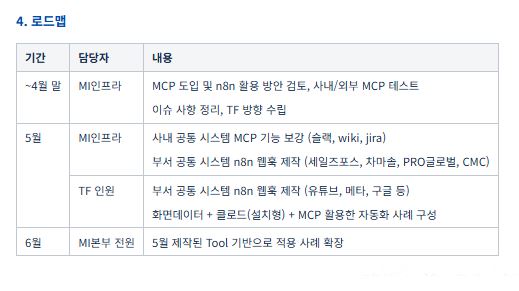 4. 로드맵
기간 담당자 내용
~4월 말 MI인프라 MCP 도입 및 n8n 활용 방안 검토, 사내/외부 MCP 테스트
이슈 사항 정리, TF 방향 수립
5월 MI인프라 사내 공통 시스템 MCP 기능 보강 (슬랙, wiki, jira)
부서 공통 시스템 n8n 웹훅 제작 (세일즈포스, 차마솔, PRO글로벌, CMC)
TF 인원 부서 공통 시스템 n8n 웹훅 제작 (유튜브, 메타, 구글 등)
화면데이터 + 클로드(설치형) + MCP 활용한 자동화 사례 구성
6월 MI본부 전원 5월 제작된 Tool 기반으로 적용 사례 확장